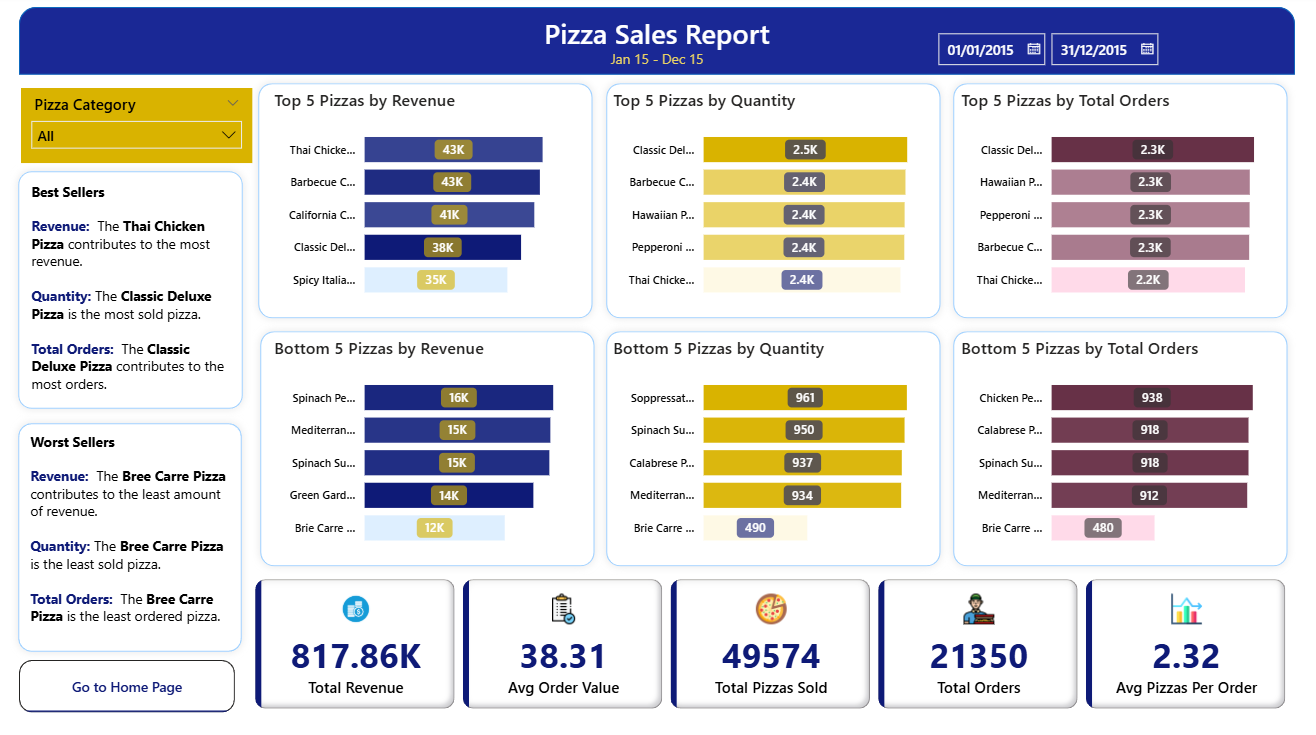 Pizza Sales Report
Jan 15 - Dec 15
01/01/2015
31/12/2015
Pizza Category
All
Best Sellers
Revenue: The Thai Chicken
Pizza contributes to the most
revenue.
Quantity: The Classic Deluxe
Pizza is the most sold pizza.
Total Orders: The Classic
Deluxe Pizza contributes to the
most orders.
Worst Sellers
Revenue: The Bree Carre Pizza
contributes to the least amount
of revenue.
Quantity: The Bree Carre Pizza
is the least sold pizza.
Total Orders: The Bree Carre
Pizza is the least ordered pizza.
Go to Home Page
Top 5 Pizzas by Revenue
Thai Chicke... 43K
Barbecue C... 43K
California C... 41K
Classic Del... 38K
Spicy Italia... 35K
Top 5 Pizzas by Quantity
Classic Del... 2.5K
Barbecue C... 2.4K
Hawaiian P... 2.4K
Pepperoni ... 2.4K
Thai Chicke... 2.4K
Top 5 Pizzas by Total Orders
Classic Del... 2.3K
Hawaiian P... 2.3K
Pepperoni ... 2.3K
Barbecue C... 2.3K
Thai Chicke... 2.2K
Bottom 5 Pizzas by Revenue
Spinach Pe... 16K
Mediterran... 15K
Spinach Su... 15K
Green Gard... 14K
Brie Carre ... 12K
Bottom 5 Pizzas by Quantity
Soppressat... 961
Spinach Su... 950
Calabrese P... 937
Mediterran... 934
Brie Carre ... 490
Bottom 5 Pizzas by Total Orders
Chicken Pe... 938
Calabrese P... 918
Spinach Su... 918
Mediterran... 912
Brie Carre ... 480
817.86K
Total Revenue
38.31
Avg Order Value
49574
Total Pizzas Sold
21350
Total Orders
2.32
Avg Pizzas Per Order